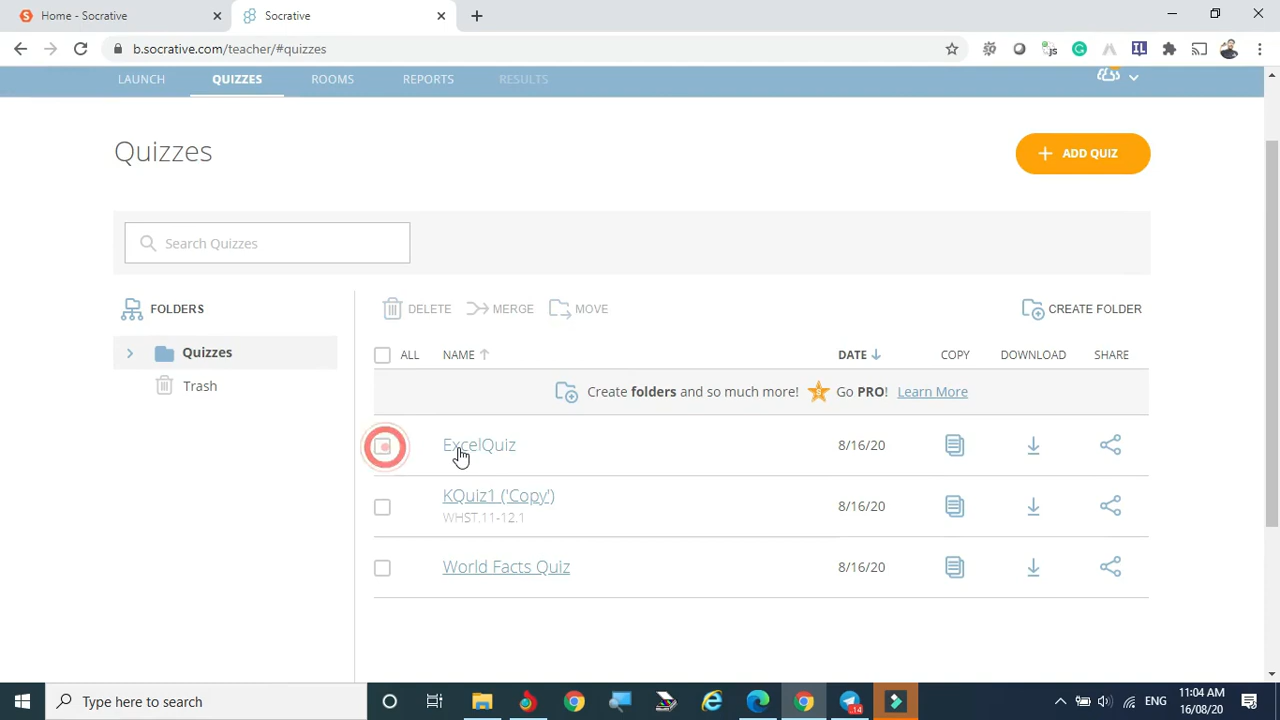 Home - Socrative
Socrative
b.socrative.com/teacher/#quizzes
LAUNCH QUIZZES ROOMS REPORTS RESULTS
Quizzes
ADD QUIZ
Search Quizzes
FOLDERS
DELETE MERGE MOVE CREATE FOLDER
Quizzes
ALL NAME DATE COPY DOWNLOAD SHARE
Trash
Create folders and so much more! Go PRO! Learn More
ExcelQuiz 8/16/20
KQuiz1 ('Copy') 8/16/20
WHST.11-12.1
World Facts Quiz 8/16/20
Type here to search
ENG
11:04 AM
16/08/20